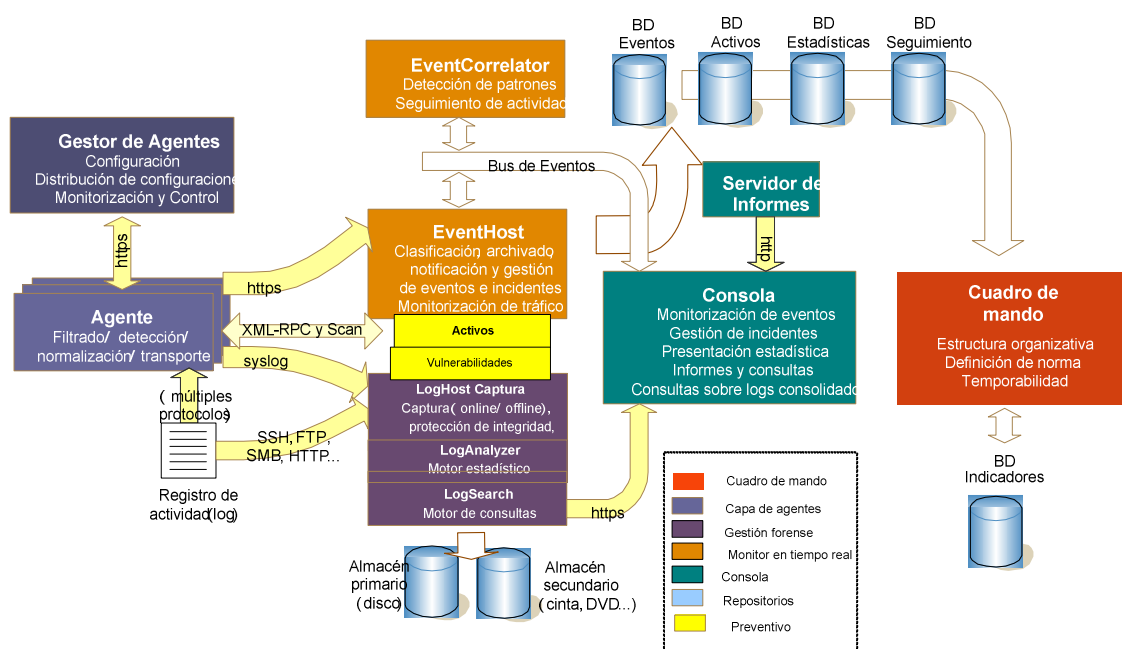 BD
Eventos
BD
Activos
BD
Estadísticas
BD
Seguimiento
EventCorrelator
Detección de patrones
Seguimiento de actividad
Bus de Eventos
Gestor de Agentes
Configuración
Distribución de configuracione
Monitorización y Control
https
Servidor de
Informes
http
EventHost
Clasificación, archivado,
notificación y gestión
de eventos e incidentes
Monitorización de tráfico
https
Agente
Filtrado/ detección/
normalización/ transporte
XML-RPC y Scan
syslog
Activos
Vulnerabilidades
Consola
Monitorización de eventos
Gestión de incidentes
Presentación estadística
Informes y consultas
Consultas sobre logs consolidado
Cuadro de
mando
Estructura organizativa
Definición de norma
Temporabilidad
( múltiples
protocolos)
LogHost Captura
Captura( online/ offline),
protección de integridad,
SSH, FTP,
SMB, HTTP...
LogAnalyzer
Motor estadístico
LogSearch
Motor de consultas
https
Registro de
actividad(log)
BD
Indicadores
Almacén
primario
(disco)
Almacén
secundario
(cinta, DVD...)
Cuadro de mando
Capa de agentes
Gestión forense
Monitor en tiempo real
Consola
Repositorios
Preventivo